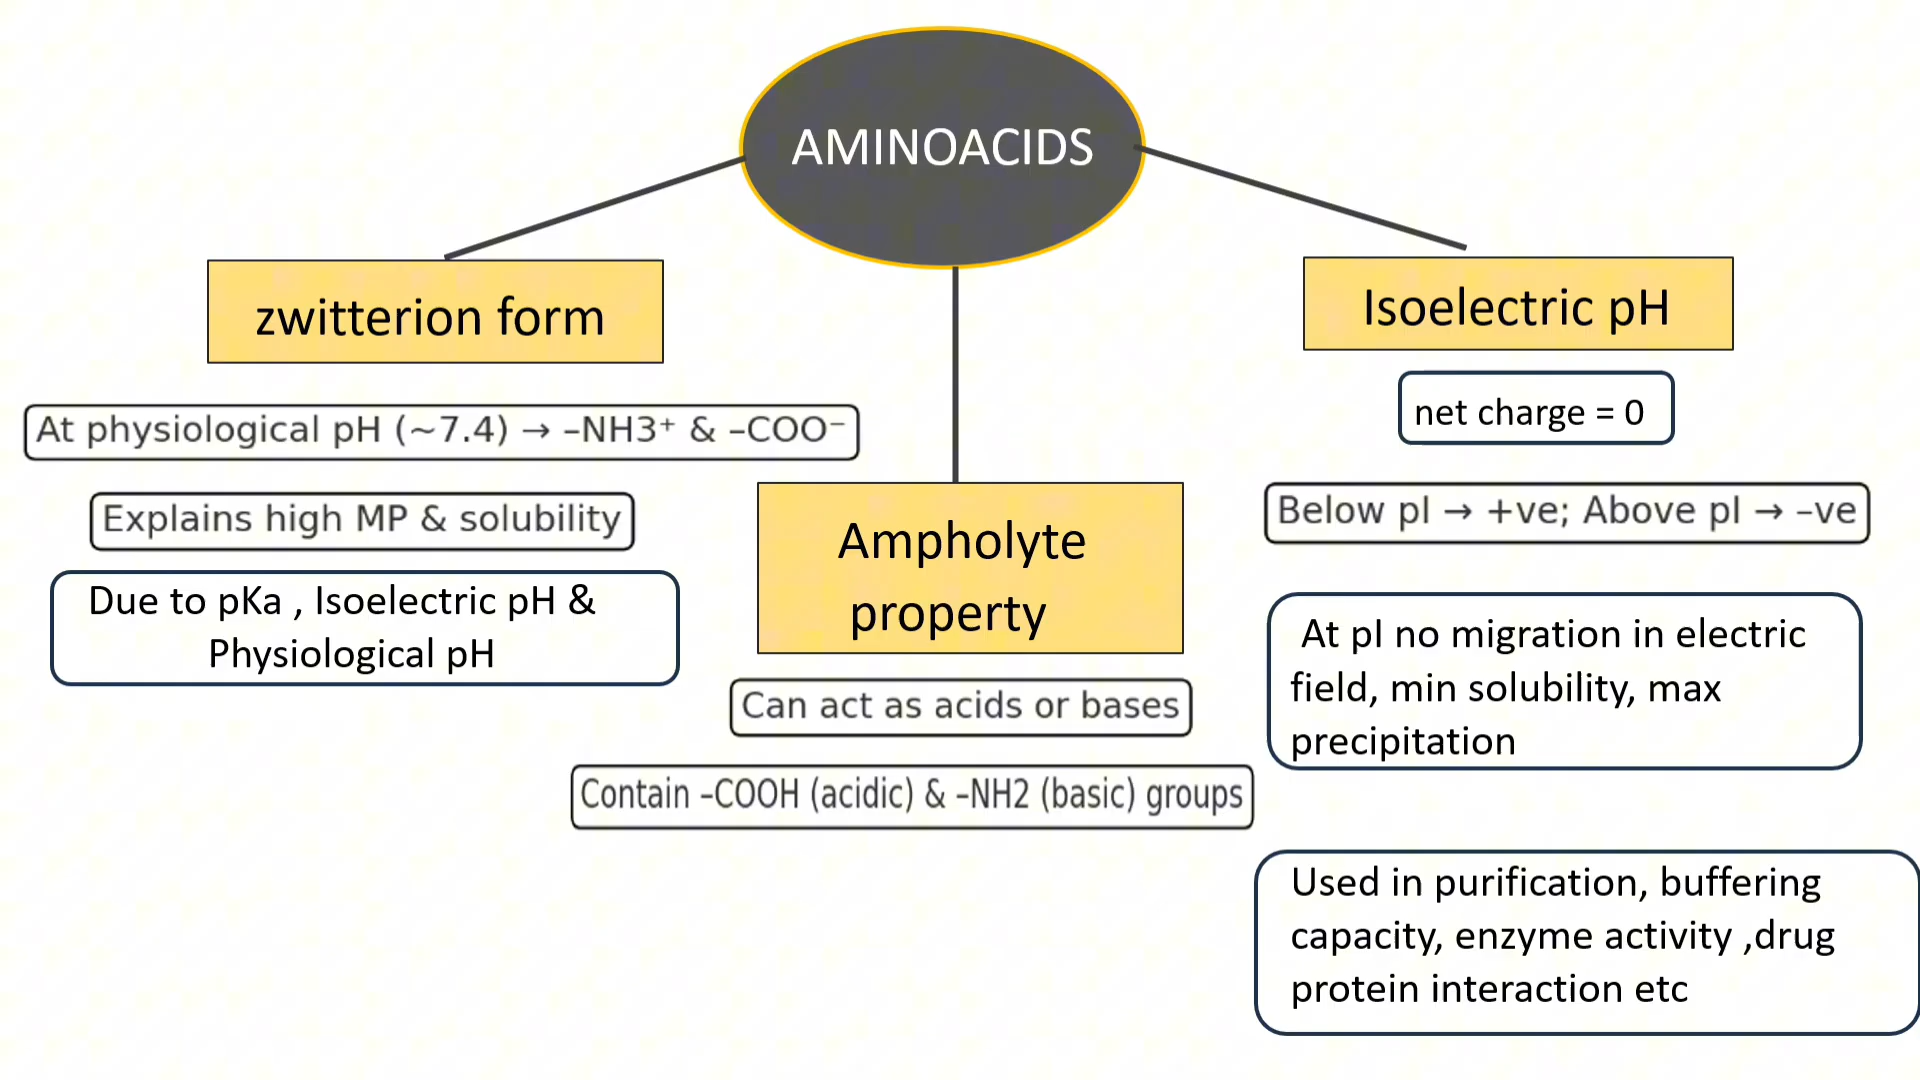 AMINOACIDS
zwitterion form
At physiological pH (~7.4) → –NH3⁺ & –COO⁻
Explains high MP & solubility
Due to pKa , Isoelectric pH &
Physiological pH
Ampholyte
property
Can act as acids or bases
Contain –COOH (acidic) & –NH2 (basic) groups
Isoelectric pH
net charge = 0
Below pI → +ve; Above pI → –ve
At pI no migration in electric
field, min solubility, max
precipitation
Used in purification, buffering
capacity, enzyme activity ,drug
protein interaction etc